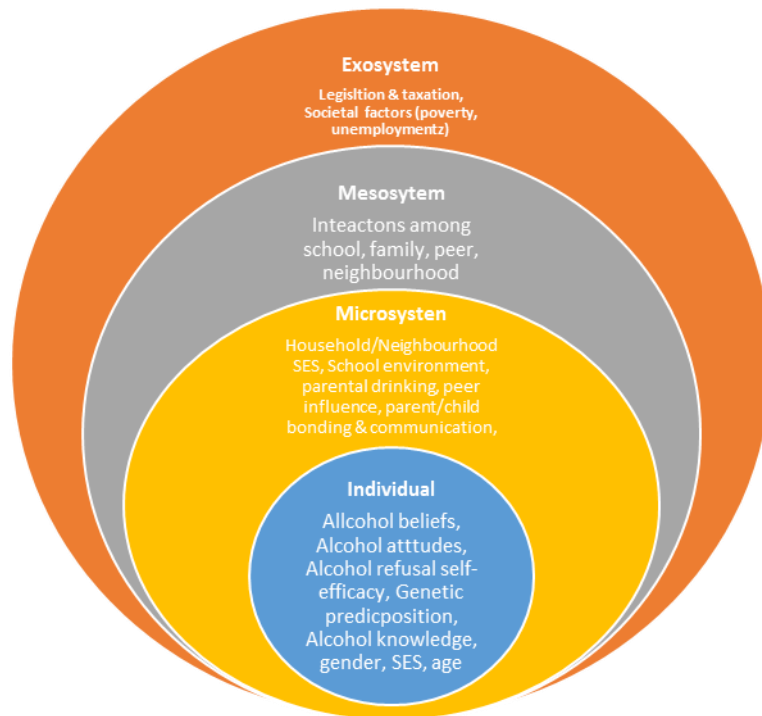 Exosystem
Legisltion & taxation,
Societal factors (poverty,
unemploymentz)
Mesosytem
Inteactons among
school, family, peer,
neighbourhood
Microsysten
Household/Neighbourhood
SES, School environment,
parental drinking, peer
influence, parent/child
bonding & communication,
Individual
Allcohol beliefs,
Alcohol atttudes,
Alcohol refusal self-
efficacy, Genetic
predicposition,
Alcohol knowledge,
gender, SES, age